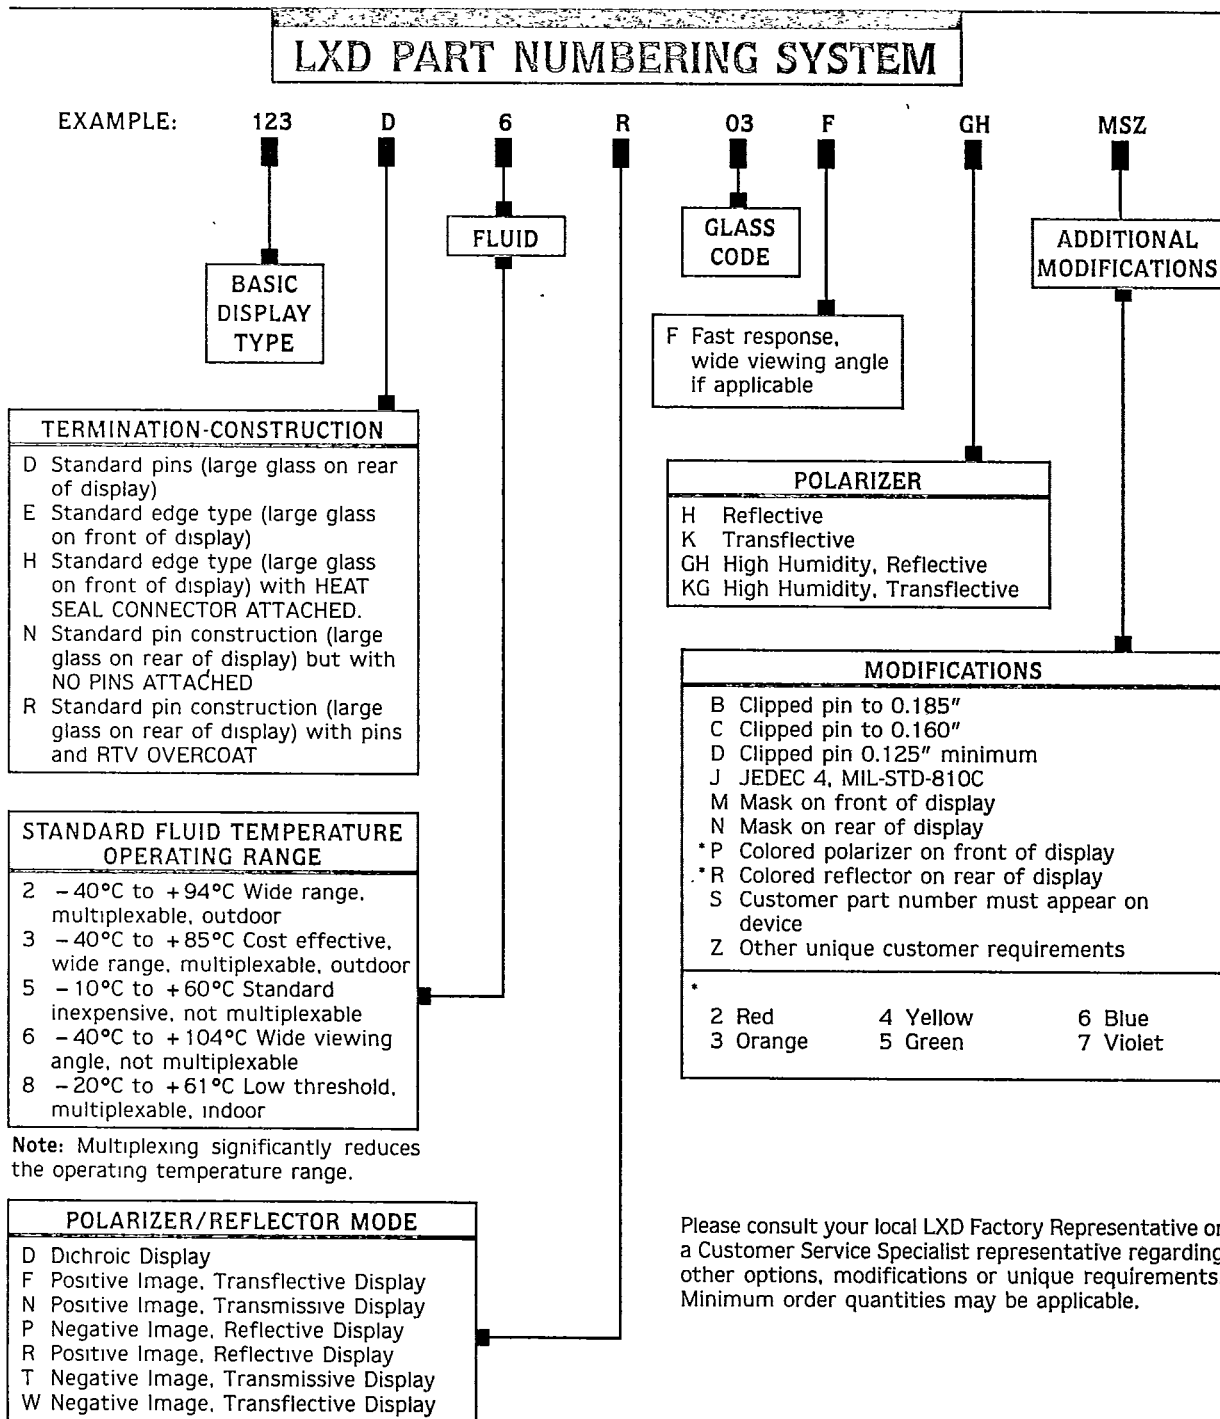 LXD PART NUMBERING SYSTEM
EXAMPLE: 123 D 6 R 03 F GH MSZ
BASIC
DISPLAY
TYPE
FLUID
GLASS
CODE
ADDITIONAL
MODIFICATIONS
F Fast response,
wide viewing angle
if applicable
TERMINATION-CONSTRUCTION
D Standard pins (large glass on rear
of display)
E Standard edge type (large glass
on front of display)
H Standard edge type (large glass
on front of display) with HEAT
SEAL CONNECTOR ATTACHED.
N Standard pin construction (large
glass on rear of display) but with
NO PINS ATTACHED
R Standard pin construction (large
glass on rear of display) with pins
and RTV OVERCOAT
POLARIZER
H Reflective
K Transflective
GH High Humidity, Reflective
KG High Humidity, Transflective
MODIFICATIONS
B Clipped pin to 0.185"
C Clipped pin to 0.160"
D Clipped pin 0.125" minimum
J JEDEC 4, MIL-STD-810C
M Mask on front of display
N Mask on rear of display
*P Colored polarizer on front of display
*R Colored reflector on rear of display
S Customer part number must appear on
device
Z Other unique customer requirements
*
2 Red 4 Yellow 6 Blue
3 Orange 5 Green 7 Violet
STANDARD FLUID TEMPERATURE
OPERATING RANGE
2 -40°C to +94°C Wide range,
multiplexable, outdoor
3 -40°C to +85°C Cost effective,
wide range, multiplexable, outdoor
5 -10°C to +60°C Standard
inexpensive, not multiplexable
6 -40°C to +104°C Wide viewing
angle, not multiplexable
8 -20°C to +61°C Low threshold,
multiplexable, indoor
Note: Multiplexing significantly reduces
the operating temperature range.
POLARIZER/REFLECTOR MODE
D Dichroic Display
F Positive Image, Transflective Display
N Positive Image, Transmissive Display
P Negative Image, Reflective Display
R Positive Image, Reflective Display
T Negative Image, Transmissive Display
W Negative Image, Transflective Display
Please consult your local LXD Factory Representative or
a Customer Service Specialist representative regarding
other options, modifications or unique requirements.
Minimum order quantities may be applicable.